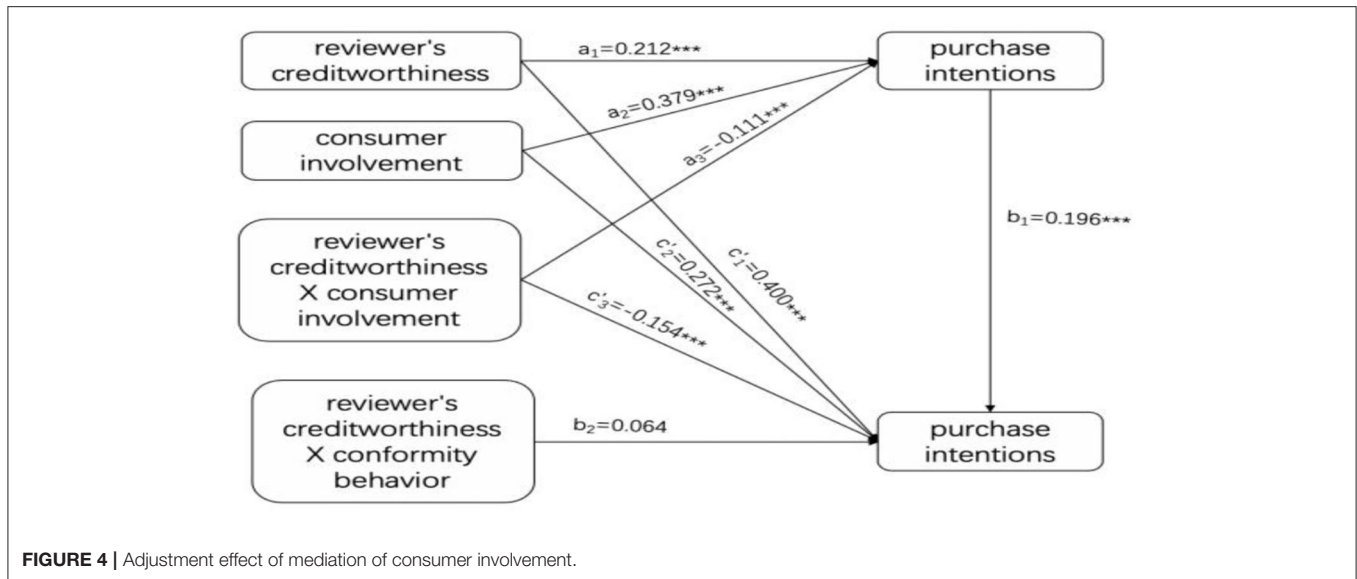 reviewer's
creditworthiness
a₁=0.212***
purchase
intentions
a₂=0.379***
consumer
involvement
a₃=-0.111***
b₁=0.196***
reviewer's
creditworthiness
X consumer
involvement
c'₂=0.272***
c'₁=0.400***
c'₃=-0.154***
reviewer's
creditworthiness
X conformity
behavior
b₂=0.064
purchase
intentions
FIGURE 4 | Adjustment effect of mediation of consumer involvement.